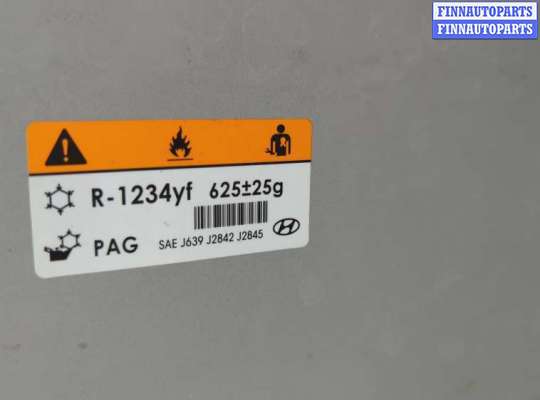 FINNAUTOPARTS
FINNAUTOPARTS
R-1234yf 625±25g
PAG SAE J639 J2842 J2845